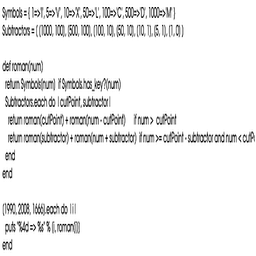 Symbols = { 1=>'I', 5=>'V', 10=>'X', 50=>'L', 100=>'C', 500=>'D', 1000=>'M' }
Subtractors = [ [1000, 100], [500, 100], [100, 10], [50, 10], [10, 1], [5, 1], [1, 0] ]
def roman(num)
return Symbols[num] if Symbols.has_key?(num)
Subtractors.each do |cutPoint, subtractor|
return roman(cutPoint) + roman(num - cutPoint) if num > cutPoint
return roman(subtractor) + roman(num + subtractor) if num >= cutPoint - subtractor and num < cutPo
end
end
[1990, 2008, 1666].each do |i|
puts "%4d => %s" % [i, roman(i)]
end